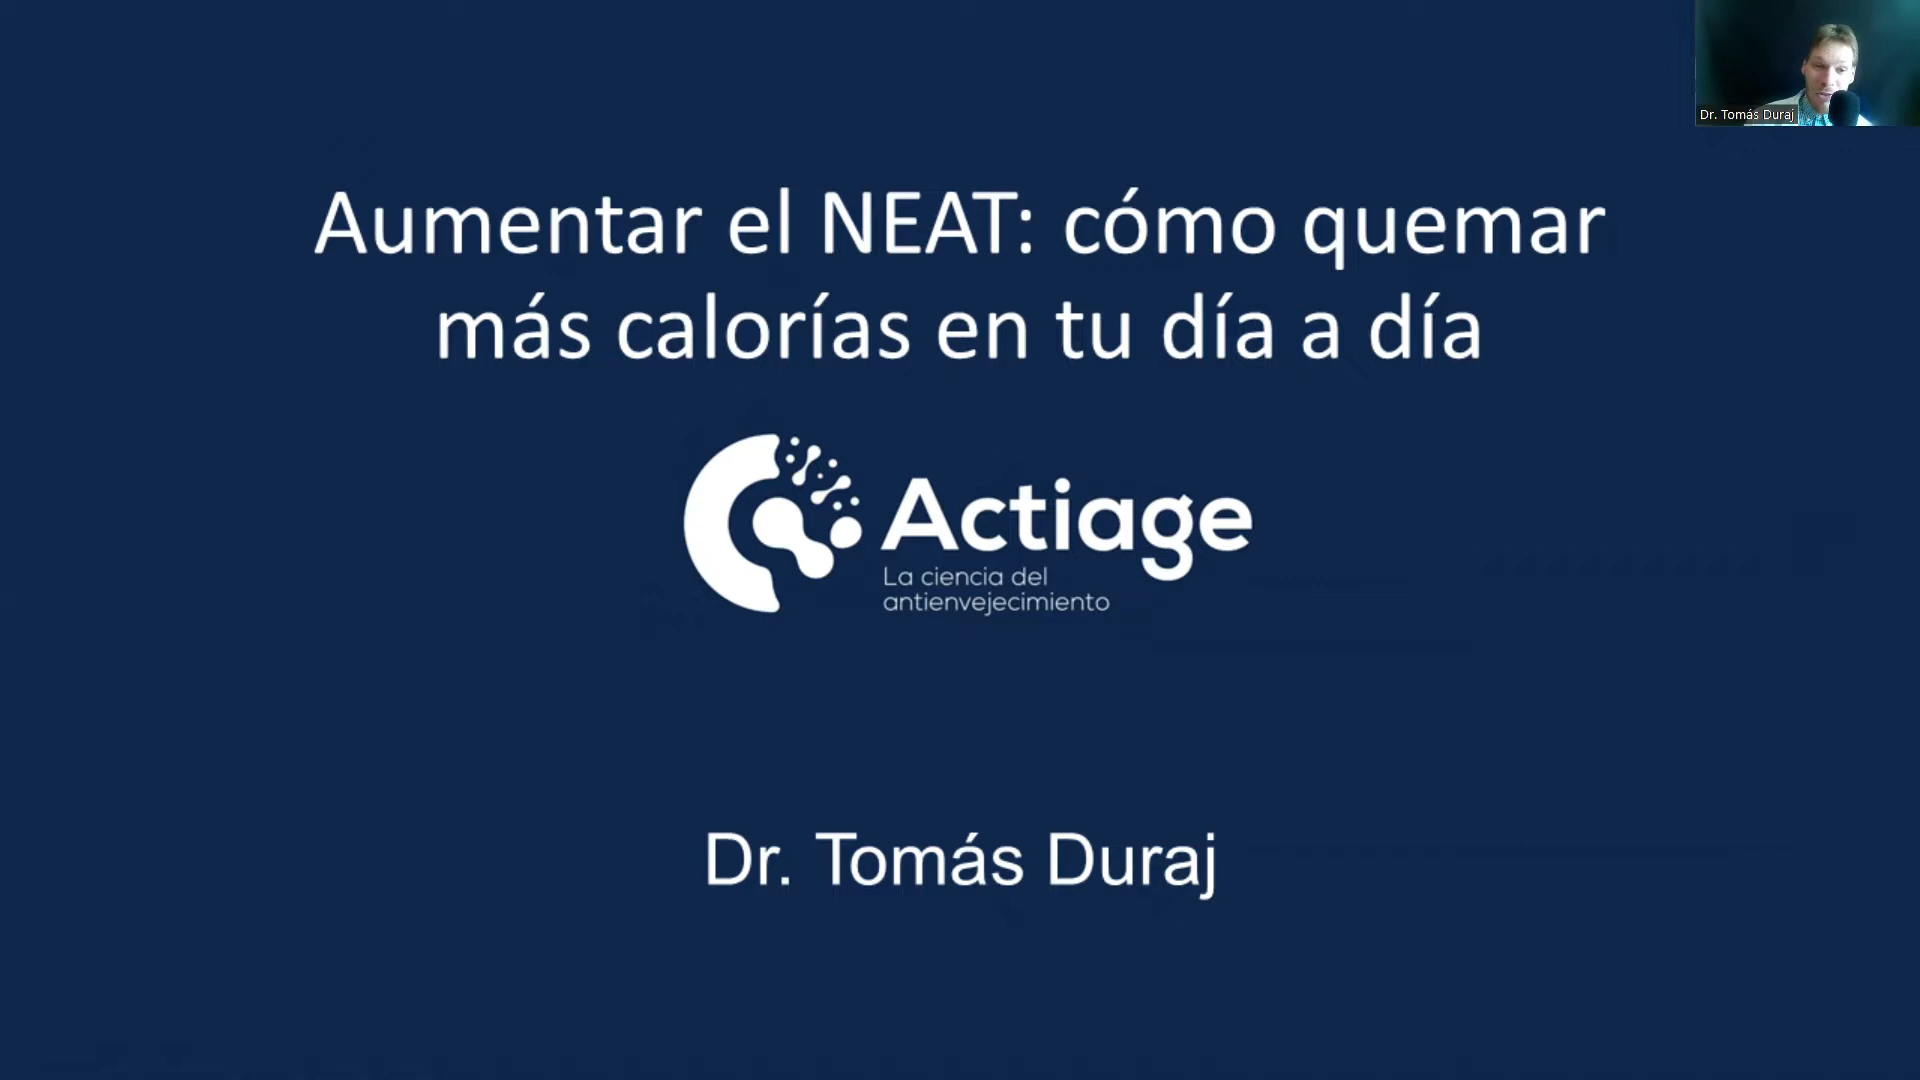 Dr. Tomás Duraj
Aumentar el NEAT: cómo quemar
más calorías en tu día a día
Actiage
La ciencia del
antienvejecimiento
Dr. Tomás Duraj